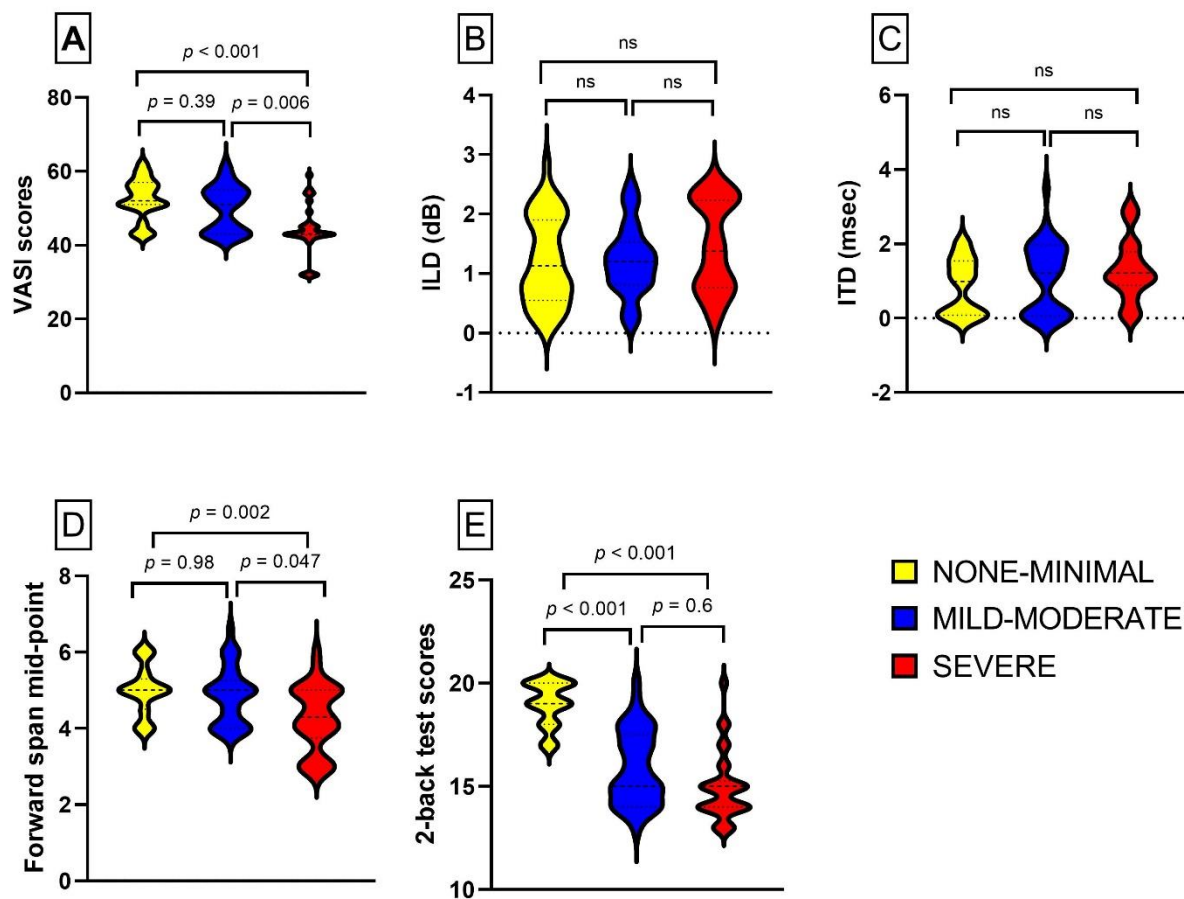 A
p < 0.001
p = 0.39 p = 0.006
80
60
40
20
0
VASI scores
B
ns
ns ns
4
3
2
1
0
-1
ILD (dB)
C
ns
ns ns
6
4
2
0
-2
ITD (msec)
D
p = 0.002
p = 0.98 p = 0.047
8
6
4
2
0
Forward span mid-point
E
p < 0.001
p < 0.001 p = 0.6
25
20
15
10
2-back test scores
NONE-MINIMAL
MILD-MODERATE
SEVERE